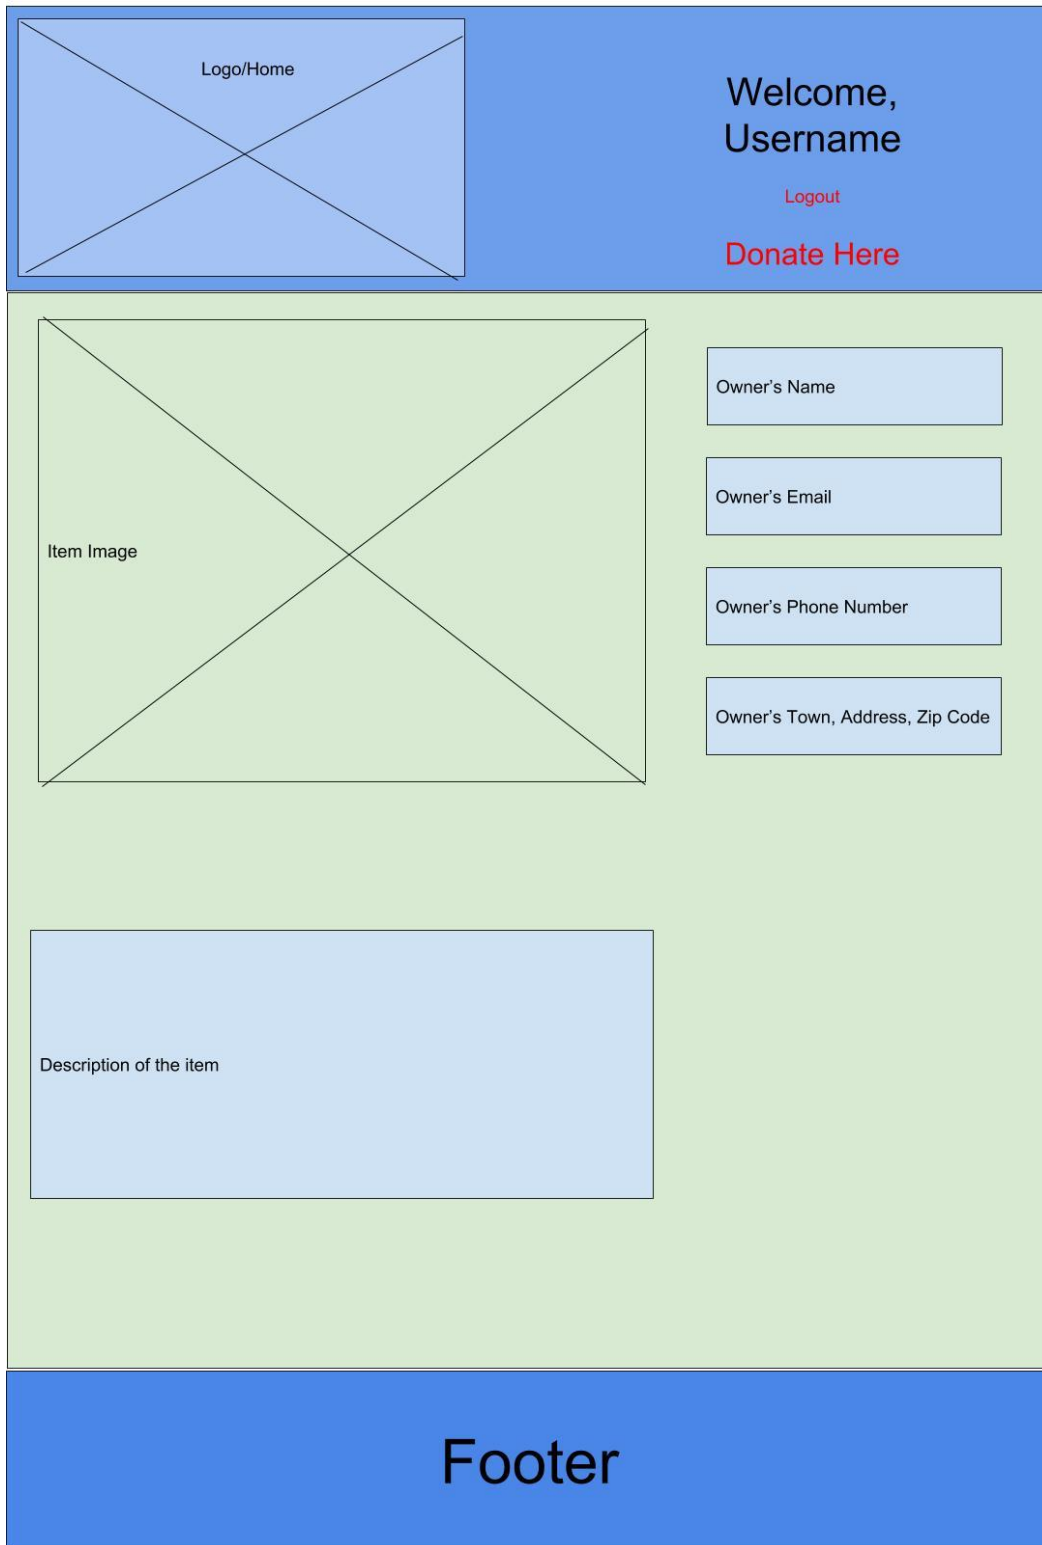 Logo/Home
Welcome,
Username
Logout
Donate Here
Item Image
Owner’s Name
Owner’s Email
Owner’s Phone Number
Owner’s Town, Address, Zip Code
Description of the item
Footer